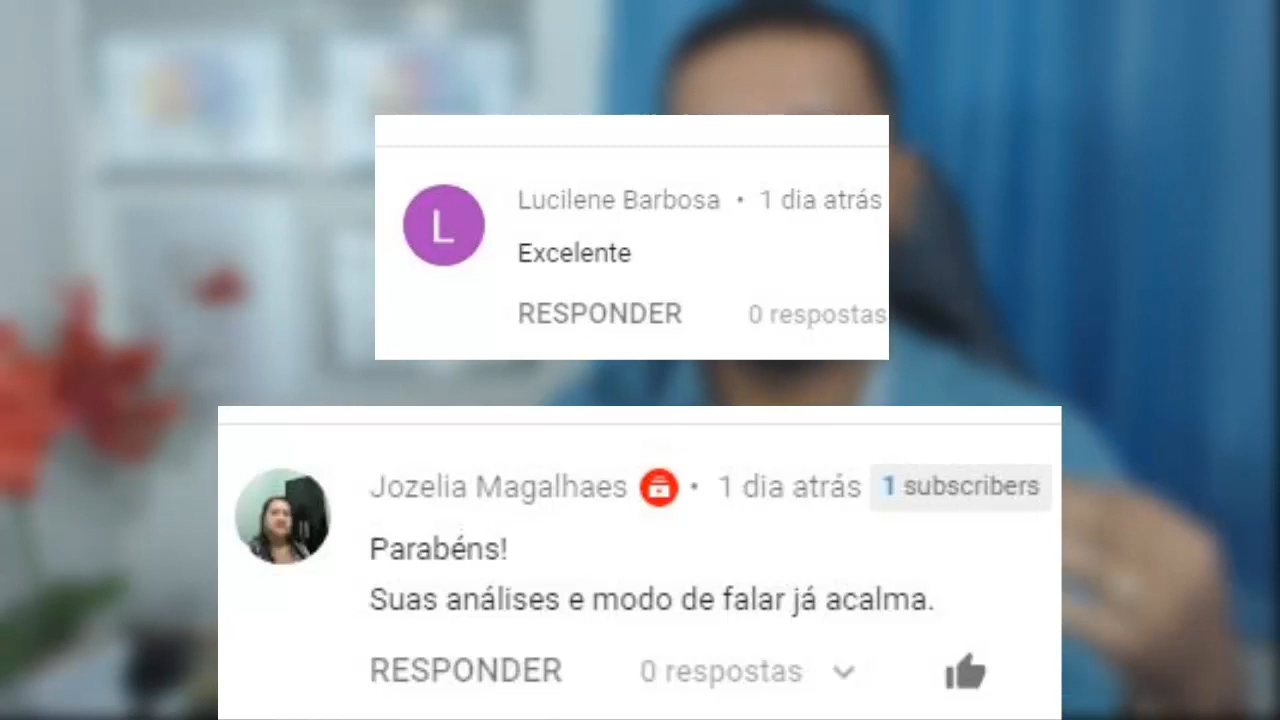 L
Lucilene Barbosa • 1 dia atrás
Excelente
RESPONDER 0 respostas
Jozelia Magalhaes • 1 dia atrás 1 subscribers
Parabéns!
Suas análises e modo de falar já acalma.
RESPONDER 0 respostas